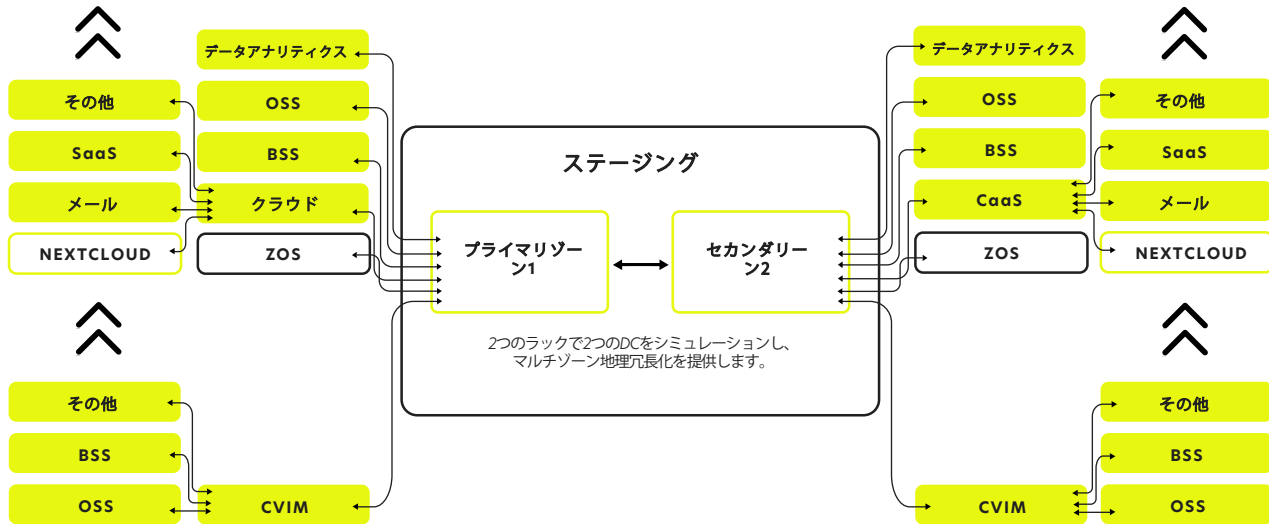 データアナリティクス
その他
OSS
SaaS
BSS
メール
クラウド
NEXTCLOUD
ZOS
ステージング
プライマリゾー
ン1
セカンダリー
ン2
2つのラックで2つのDCをシミュレーションし、
マルチゾーン地理冗長化を提供します。
データアナリティクス
OSS
その他
BSS
SaaS
CaaS
メール
ZOS
NEXTCLOUD
その他
BSS
OSS
CVIM
その他
BSS
CVIM
OSS